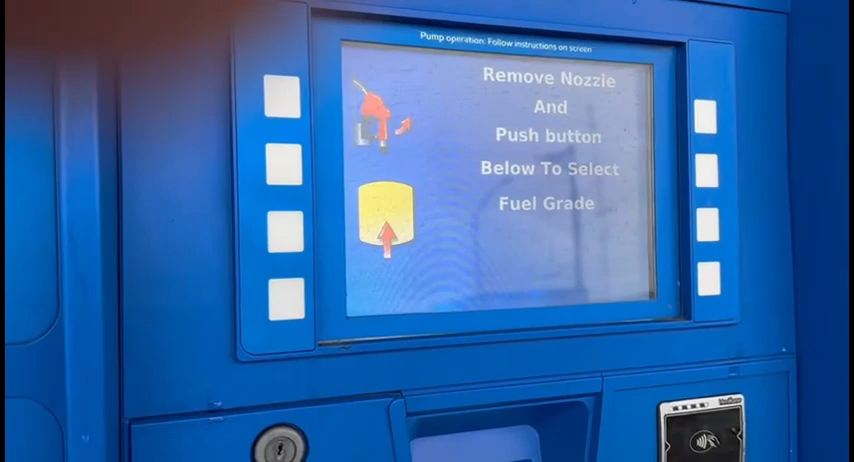 Pump operation: Follow instructions on screen
Remove Nozzle
And
Push button
Below To Select
Fuel Grade